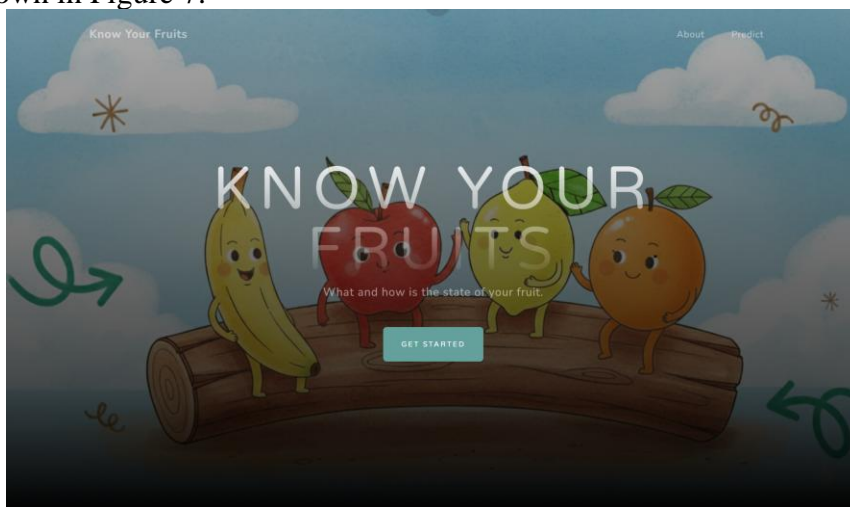 own in Figure 7.
Know Your Fruits
About Predict
KNOW YOUR
FRUITS
What and how is the state of your fruit.
GET STARTED